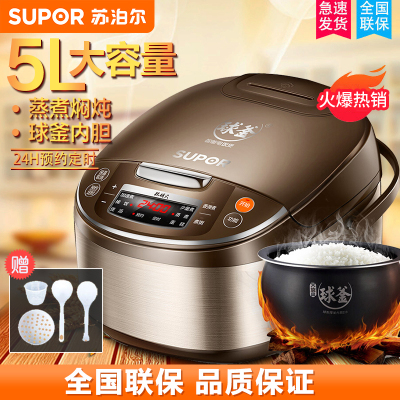 SUPOR 苏泊尔
急速发货
全国联保
5L大容量
蒸煮焖炖
球釜内胆
24H预约定时
火爆热销
球釜
SUPOR
球釜
赠
全国联保 品质保证